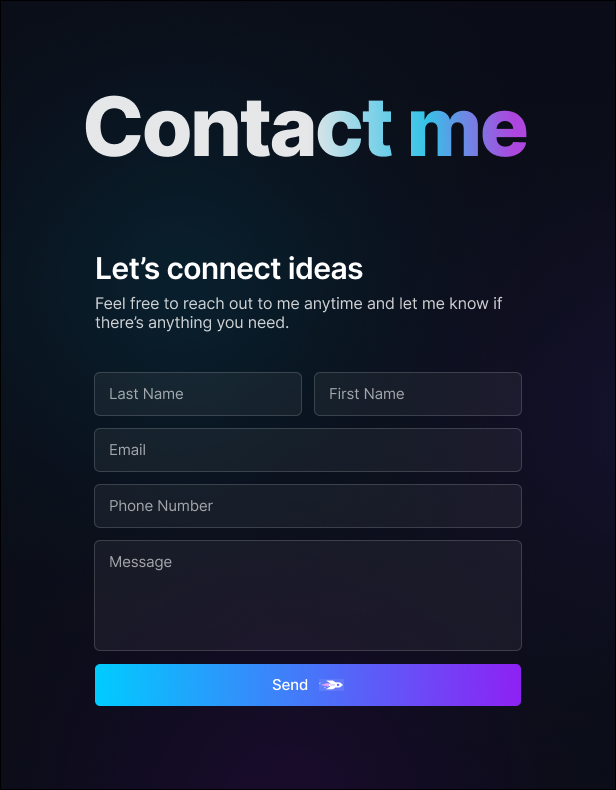 Contact me
Let’s connect ideas
Feel free to reach out to me anytime and let me know if
there’s anything you need.
Last Name
First Name
Email
Phone Number
Message
Send